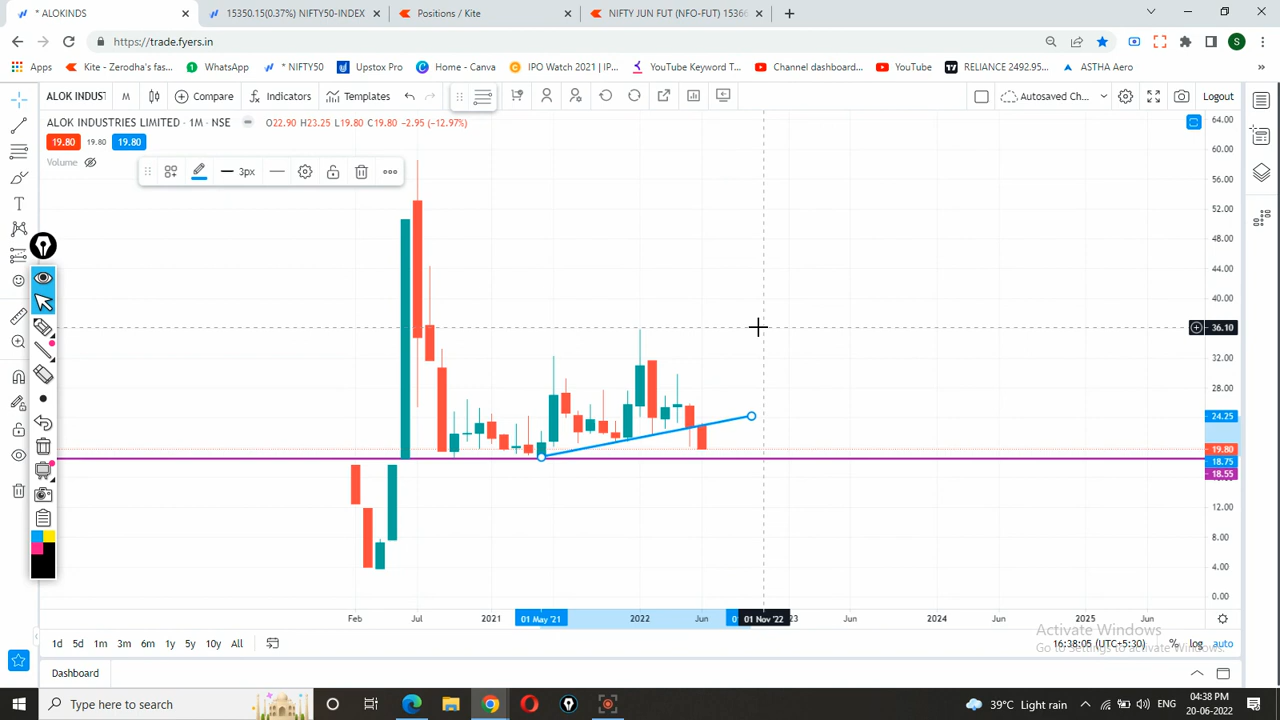 * ALOKINDS
15350.15(0.37%) NIFTY50-INDEX
Positions / Kite
NIFTY JUN FUT (NFO-FUT) 15366
https://trade.fyers.in
S
Apps
Kite - Zerodha's fas...
WhatsApp
* NIFTY50
Upstox Pro
Home - Canva
IPO Watch 2021 | IP...
YouTube Keyword T...
Channel dashboard...
YouTube
RELIANCE 2492.95...
ASTHA Aero
»
ALOK INDUST
M
Compare
Indicators
Templates
Autosaved Ch...
Logout
ALOK INDUSTRIES LIMITED · 1M · NSE
O22.90 H23.25 L19.80 C19.80 -2.95 (-12.97%)
19.80
19.80
19.80
Volume
3px
64.00
60.00
56.00
52.00
48.00
44.00
40.00
36.10
32.00
28.00
24.25
19.80
18.75
18.55
12.00
8.00
4.00
0.00
Feb
Jul
2021
01 May '21
2022
Jun
01 Nov '22
23
Jun
2024
Jun
2025
Jun
1d
5d
1m
3m
6m
1y
5y
10y
All
16:38:05 (UTC+5:30)
%
log
auto
Activate Windows
Go to Settings to activate Windows.
Dashboard
Type here to search
39°C Light rain
ENG
04:38 PM
20-06-2022